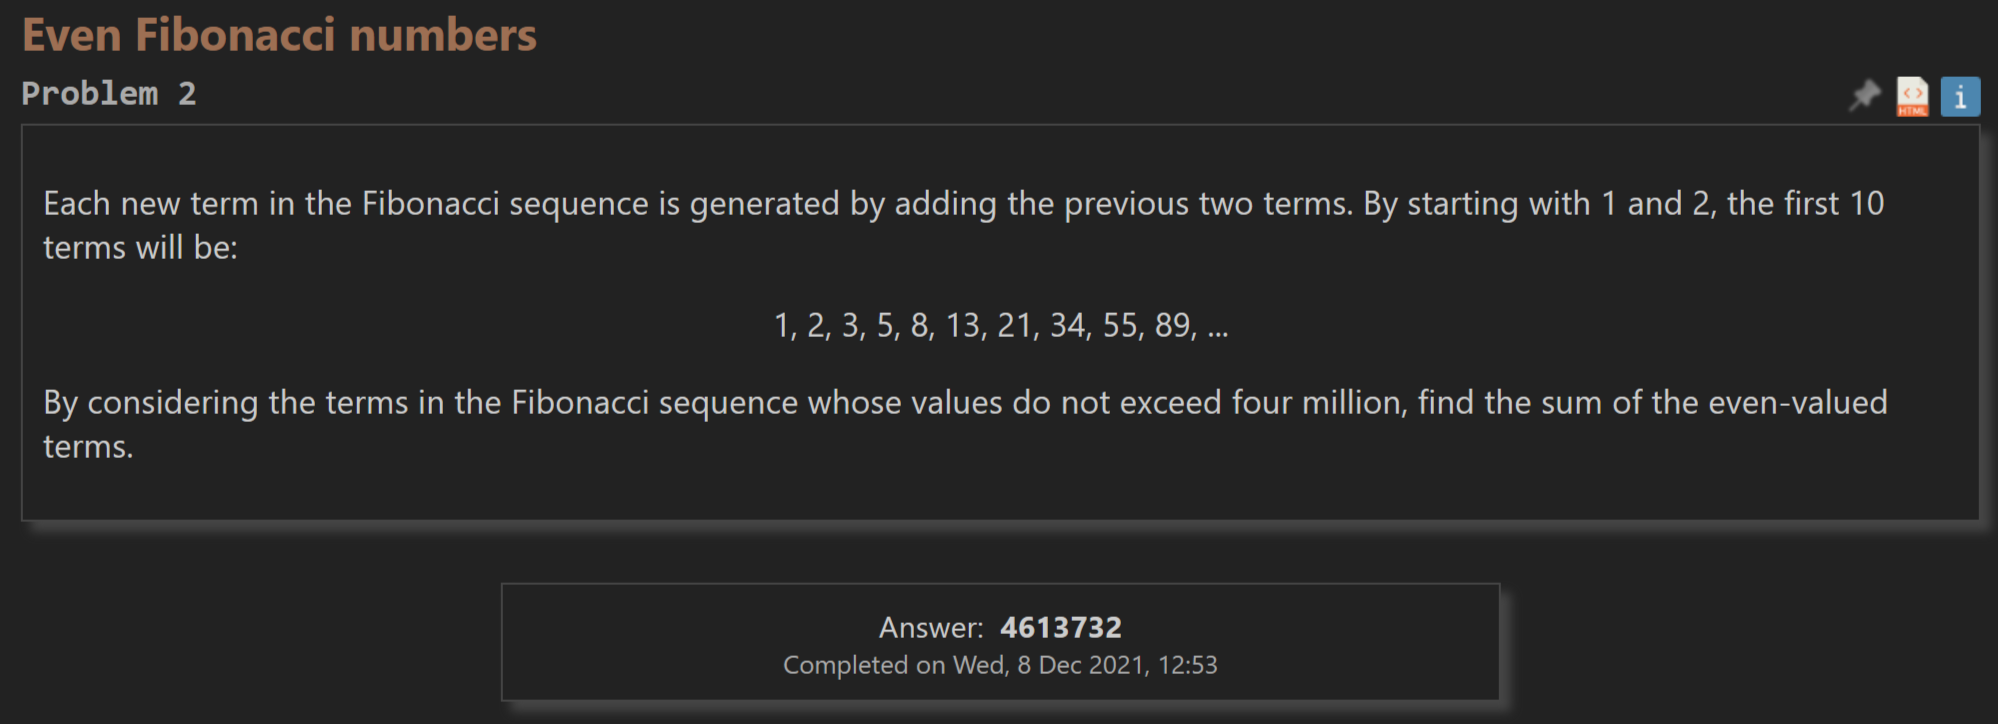 Even Fibonacci numbers
Problem 2
<> HTML i
Each new term in the Fibonacci sequence is generated by adding the previous two terms. By starting with 1 and 2, the first 10
terms will be:
1, 2, 3, 5, 8, 13, 21, 34, 55, 89, ...
By considering the terms in the Fibonacci sequence whose values do not exceed four million, find the sum of the even-valued
terms.
Answer: 4613732
Completed on Wed, 8 Dec 2021, 12:53